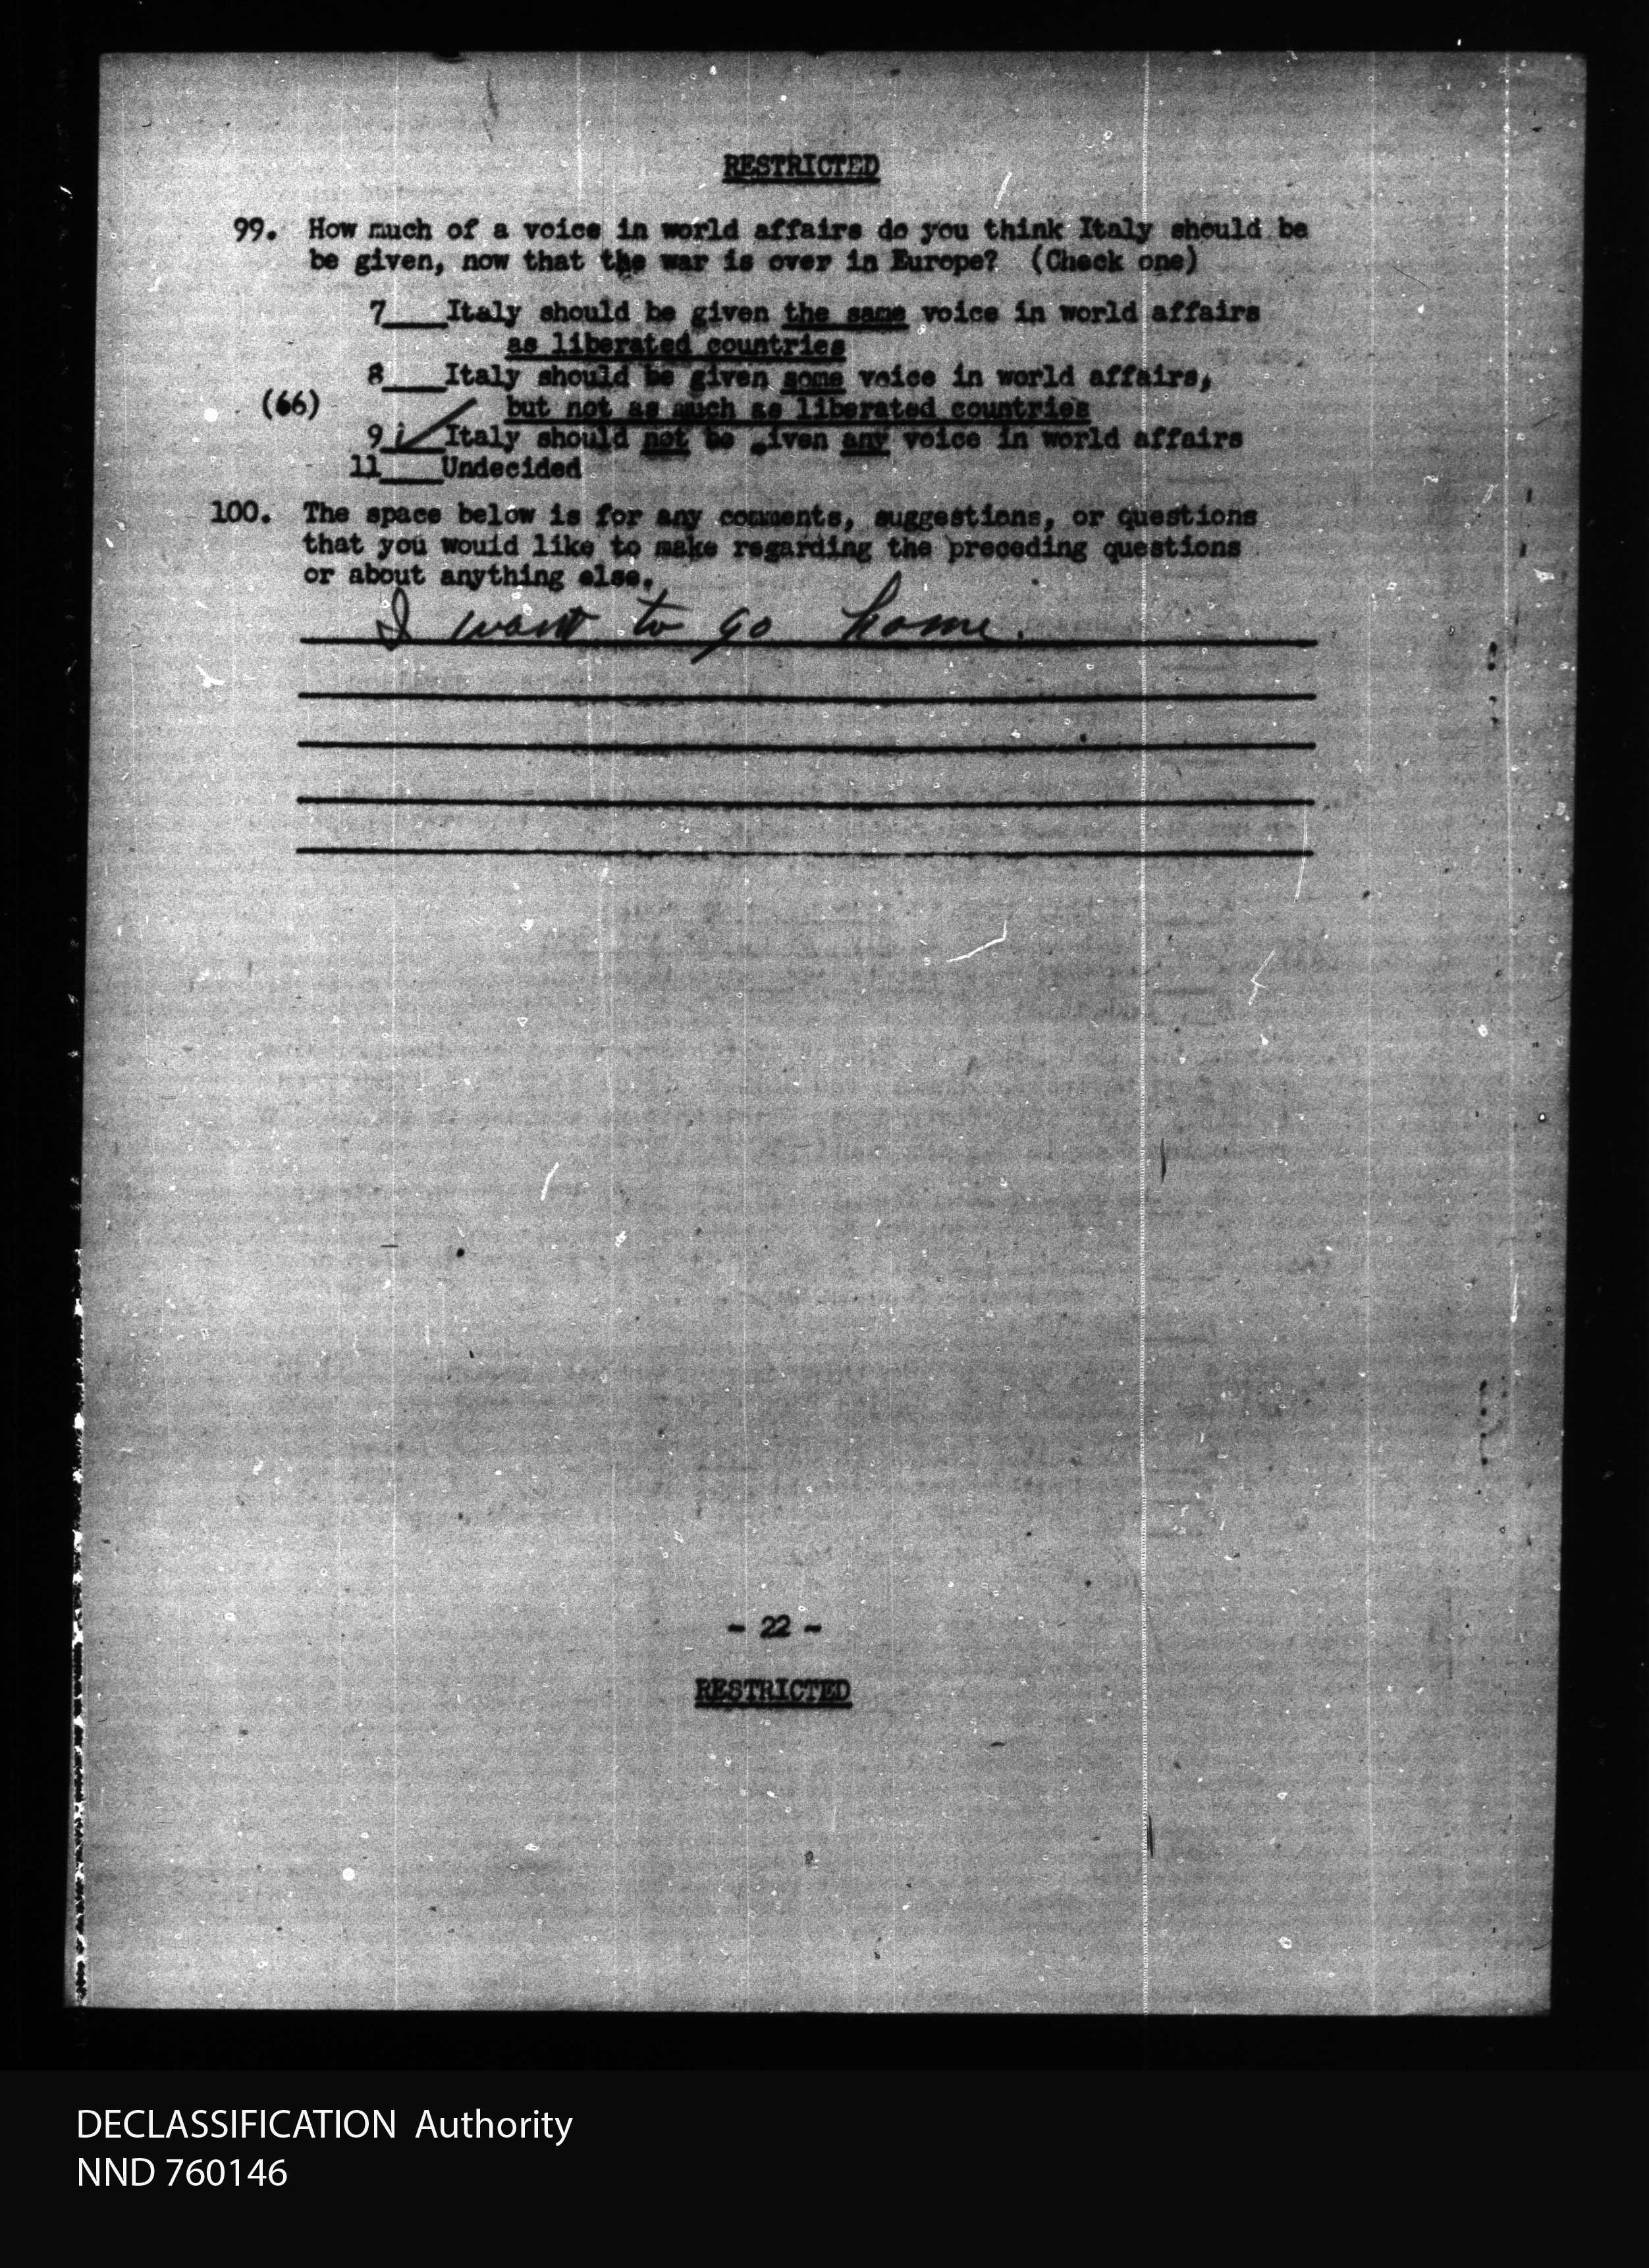 RESTRICTED
99. How much of a voice in world affairs do you think Italy should be
be given, now that the war is over in Europe? (Check one)
7___Italy should be given the same voice in world affairs
as liberated countries
8___Italy should be given some voice in world affairs,
(66) but not as much as liberated countries
9_✓_Italy should not be given any voice in world affairs
11___Undecided
100. The space below is for any comments, suggestions, or questions
that you would like to make regarding the preceding questions
or about anything else.
I want to go home.
- 22 -
RESTRICTED
DECLASSIFICATION Authority
NND 760146